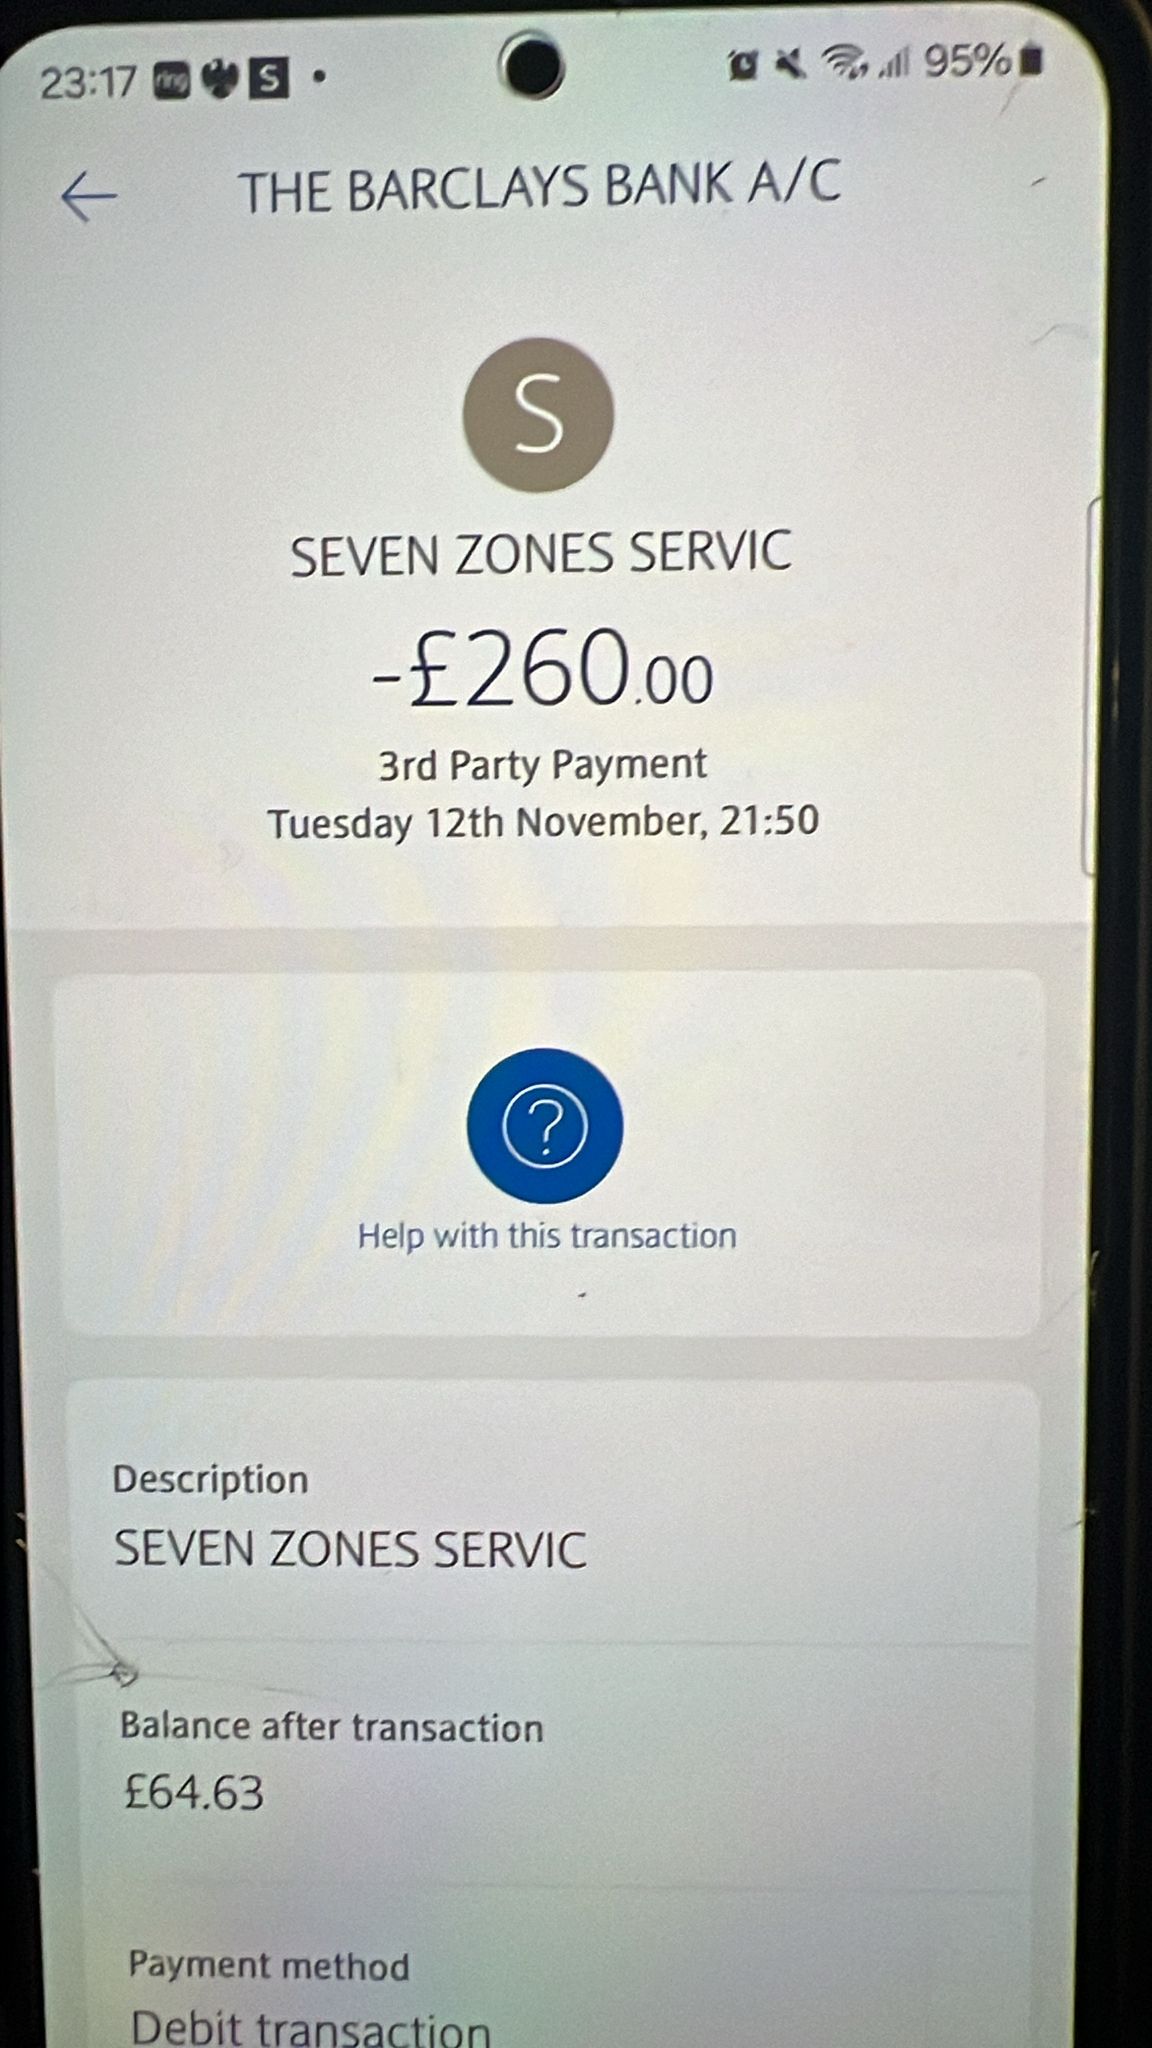 23:17 ring S 95%
THE BARCLAYS BANK A/C
S
SEVEN ZONES SERVIC
-£260.00
3rd Party Payment
Tuesday 12th November, 21:50
?
Help with this transaction
Description
SEVEN ZONES SERVIC
Balance after transaction
£64.63
Payment method
Debit transaction